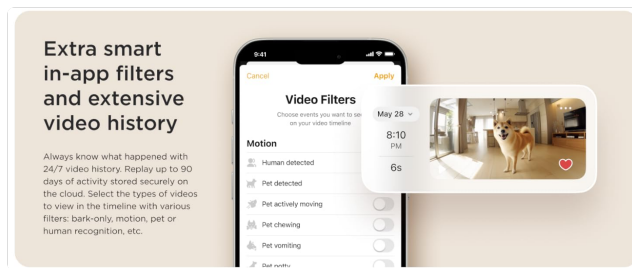 Extra smart
in-app filters
and extensive
video history
Always know what happened with
24/7 video history. Replay up to 90
days of activity stored securely on
the cloud. Select the types of videos
to view in the timeline with various
filters: bark-only, motion, pet or
human recognition, etc.
9:41
Cancel
Apply
Video Filters
Choose events you want to see
on your video timeline
Motion
Human detected
Pet detected
Pet actively moving
Pet chewing
Pet vomiting
Pet potty
May 28
8:10
PM
6s